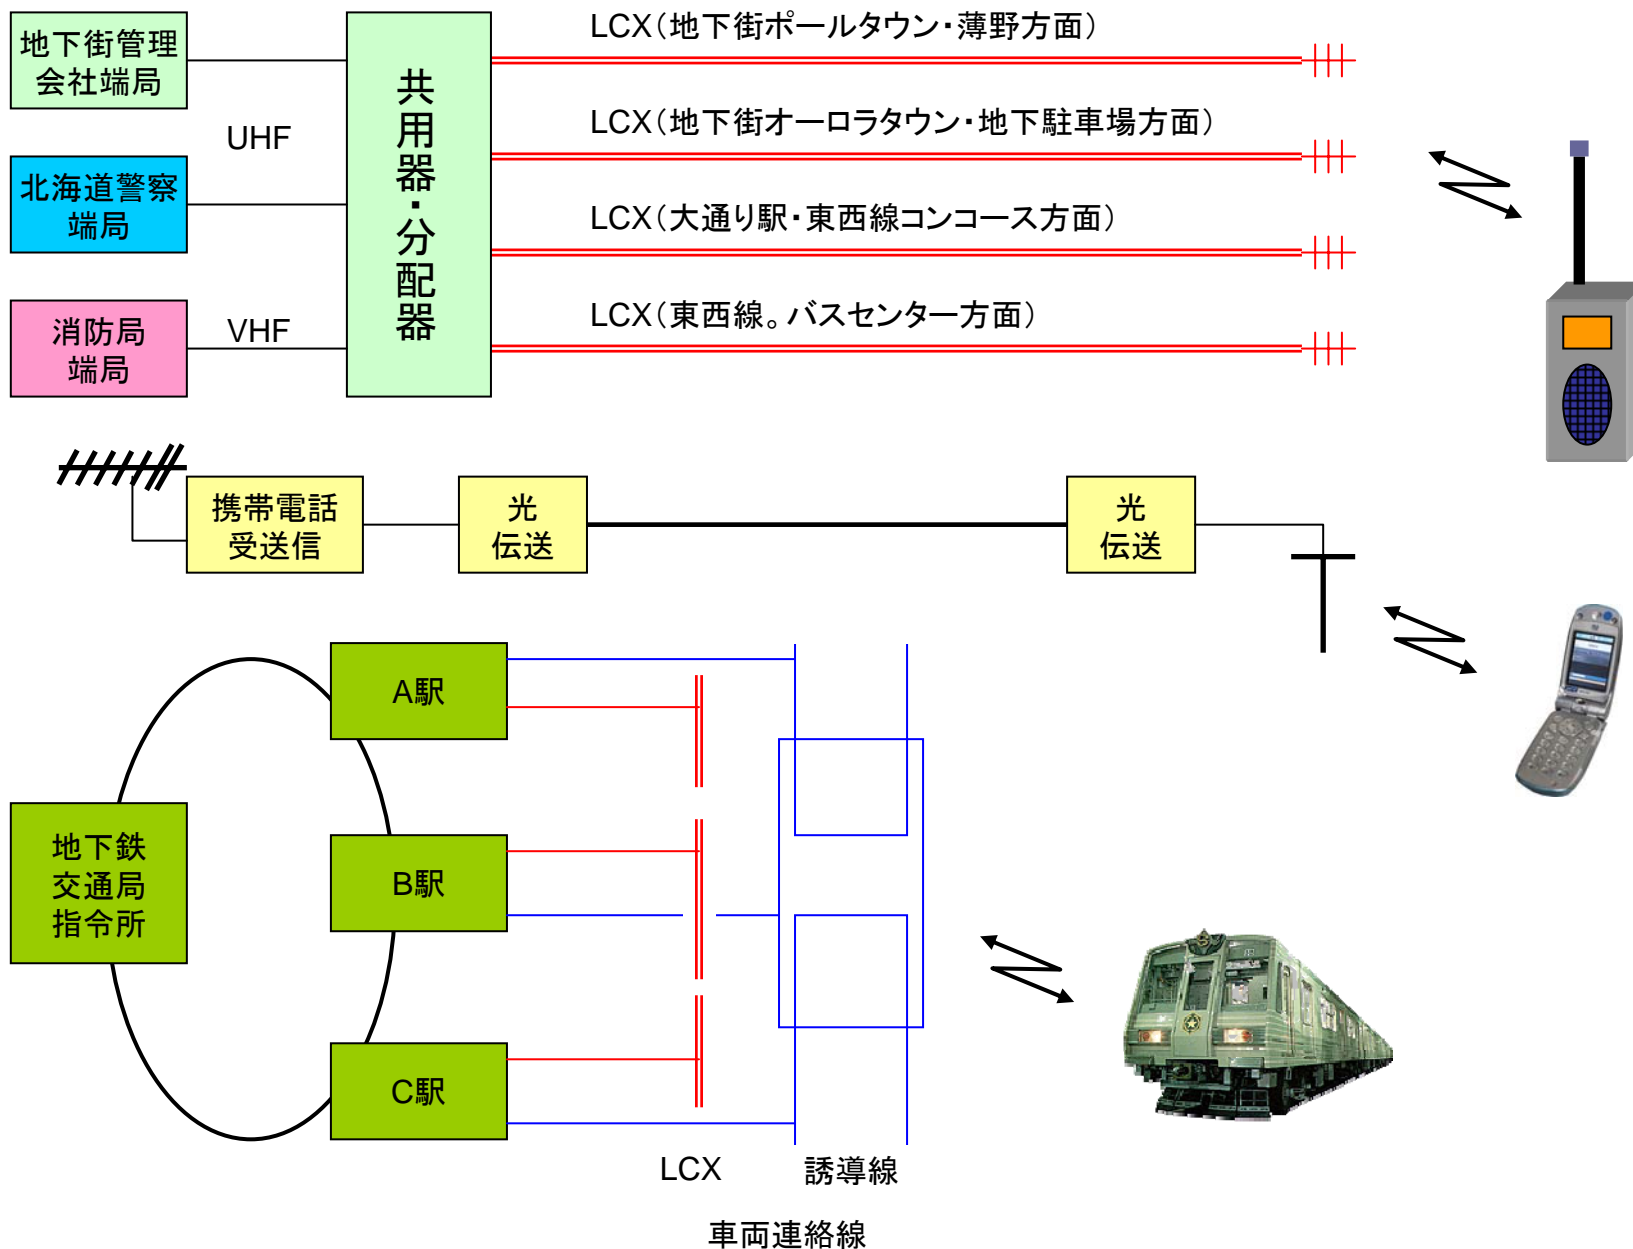 地下街管理
会社端局
UHF
北海道警察
端局
消防局
端局
VHF
共用器・分配器
LCX（地下街ポールタウン・薄野方面）
LCX（地下街オーロラタウン・地下駐車場方面）
LCX（大通り駅・東西線コンコース方面）
LCX（東西線。バスセンター方面）
携帯電話
受送信
光
伝送
光
伝送
地下鉄
交通局
指令所
A駅
B駅
C駅
LCX
誘導線
車両連絡線